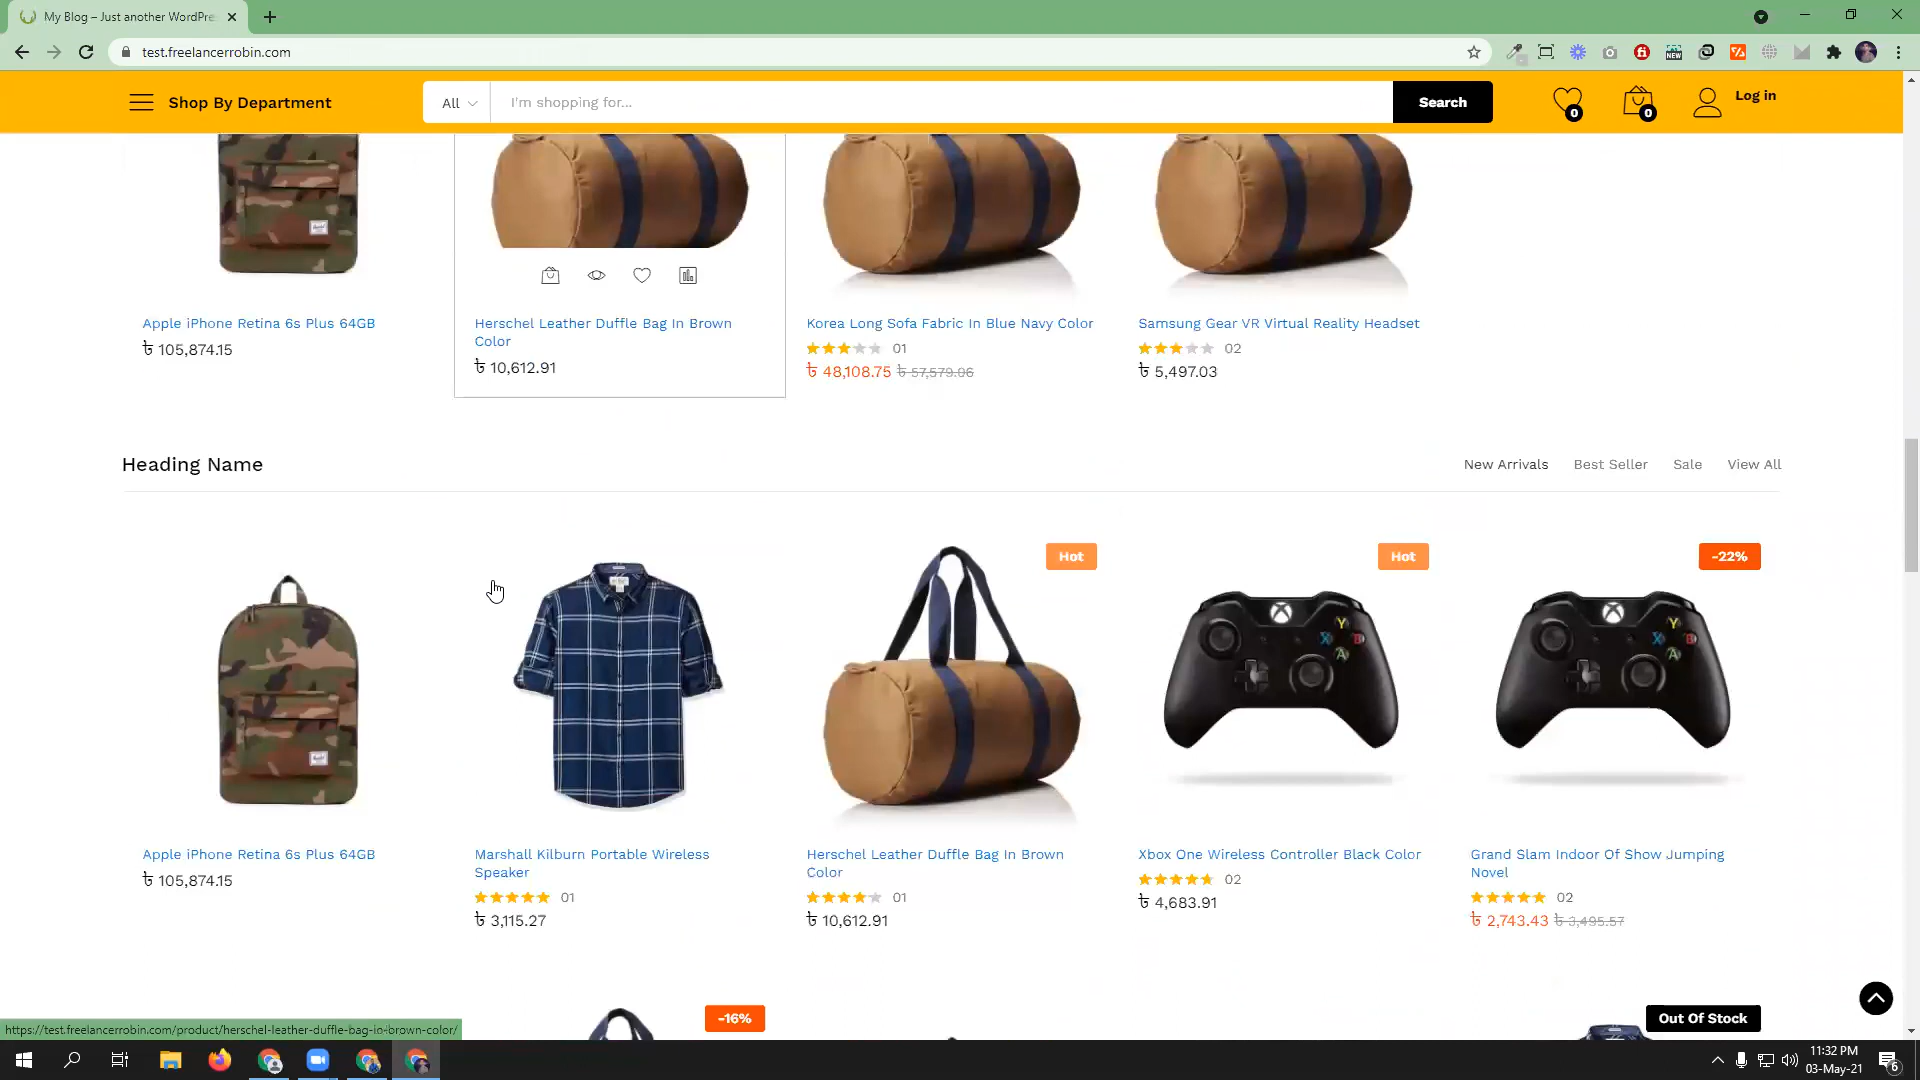 My Blog – Just another WordPre
test.freelancerrobin.com
NEW
Shop By Department
All
I'm shopping for...
Search
0
0
Log in
Apple iPhone Retina 6s Plus 64GB
৳ 105,874.15
Herschel Leather Duffle Bag In Brown
Color
৳ 10,612.91
Korea Long Sofa Fabric In Blue Navy Color
01
৳ 48,108.75 ৳ 57,579.06
Samsung Gear VR Virtual Reality Headset
02
৳ 5,497.03
Heading Name
New Arrivals
Best Seller
Sale
View All
Hot
Hot
-22%
Y
X
B
A
Y
X
B
A
Apple iPhone Retina 6s Plus 64GB
৳ 105,874.15
Marshall Kilburn Portable Wireless
Speaker
01
৳ 3,115.27
Herschel Leather Duffle Bag In Brown
Color
01
৳ 10,612.91
Xbox One Wireless Controller Black Color
02
৳ 4,683.91
Grand Slam Indoor Of Show Jumping
Novel
02
৳ 2,743.43 ৳ 3,495.57
-16%
Out Of Stock
https://test.freelancerrobin.com/product/herschel-leather-duffle-bag-in-brown-color/
11:32 PM
03-May-21
6